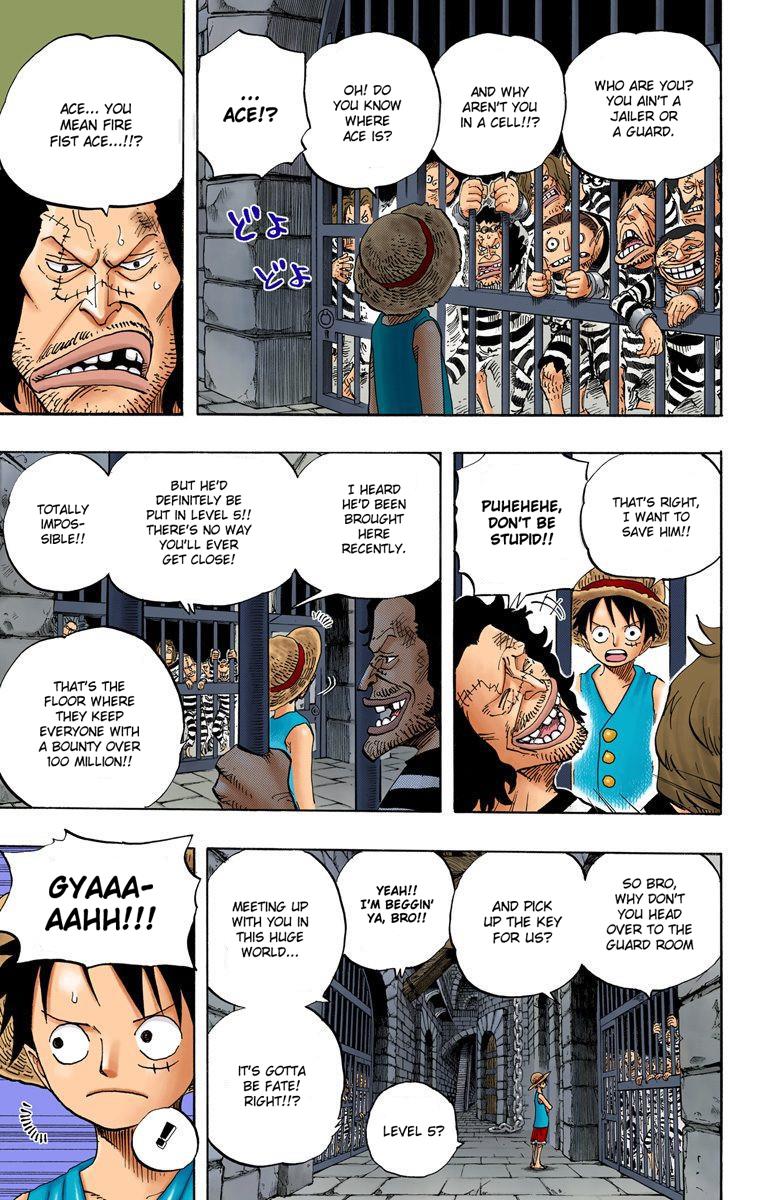 WHO ARE YOU?
YOU AIN'T A
JAILER OR
A GUARD.
AND WHY
AREN'T YOU
IN A CELL!!?
OH! DO
YOU KNOW
WHERE
ACE IS?
...
ACE!?
どよ
どよ
ACE... YOU
MEAN FIRE
FIST ACE...!!?
THAT'S RIGHT,
I WANT TO
SAVE HIM!!
PUHEHEHE,
DON'T BE
STUPID!!
I HEARD
HE'D BEEN
BROUGHT
HERE
RECENTLY.
BUT HE'D
DEFINITELY BE
PUT IN LEVEL 5!!
THERE'S NO WAY
YOU'LL EVER
GET CLOSE!
TOTALLY
IMPOS-
SIBLE!!
THAT'S THE
FLOOR WHERE
THEY KEEP
EVERYONE WITH
A BOUNTY OVER
100 MILLION!!
SO BRO,
WHY DON'T
YOU HEAD
OVER TO THE
GUARD ROOM
AND PICK
UP THE KEY
FOR US?
YEAH!!
I'M BEGGIN'
YA, BRO!!
MEETING UP
WITH YOU IN
THIS HUGE
WORLD...
IT'S GOTTA
BE FATE!
RIGHT!!?
LEVEL 5?
GYAAA-
AAHH!!!
!